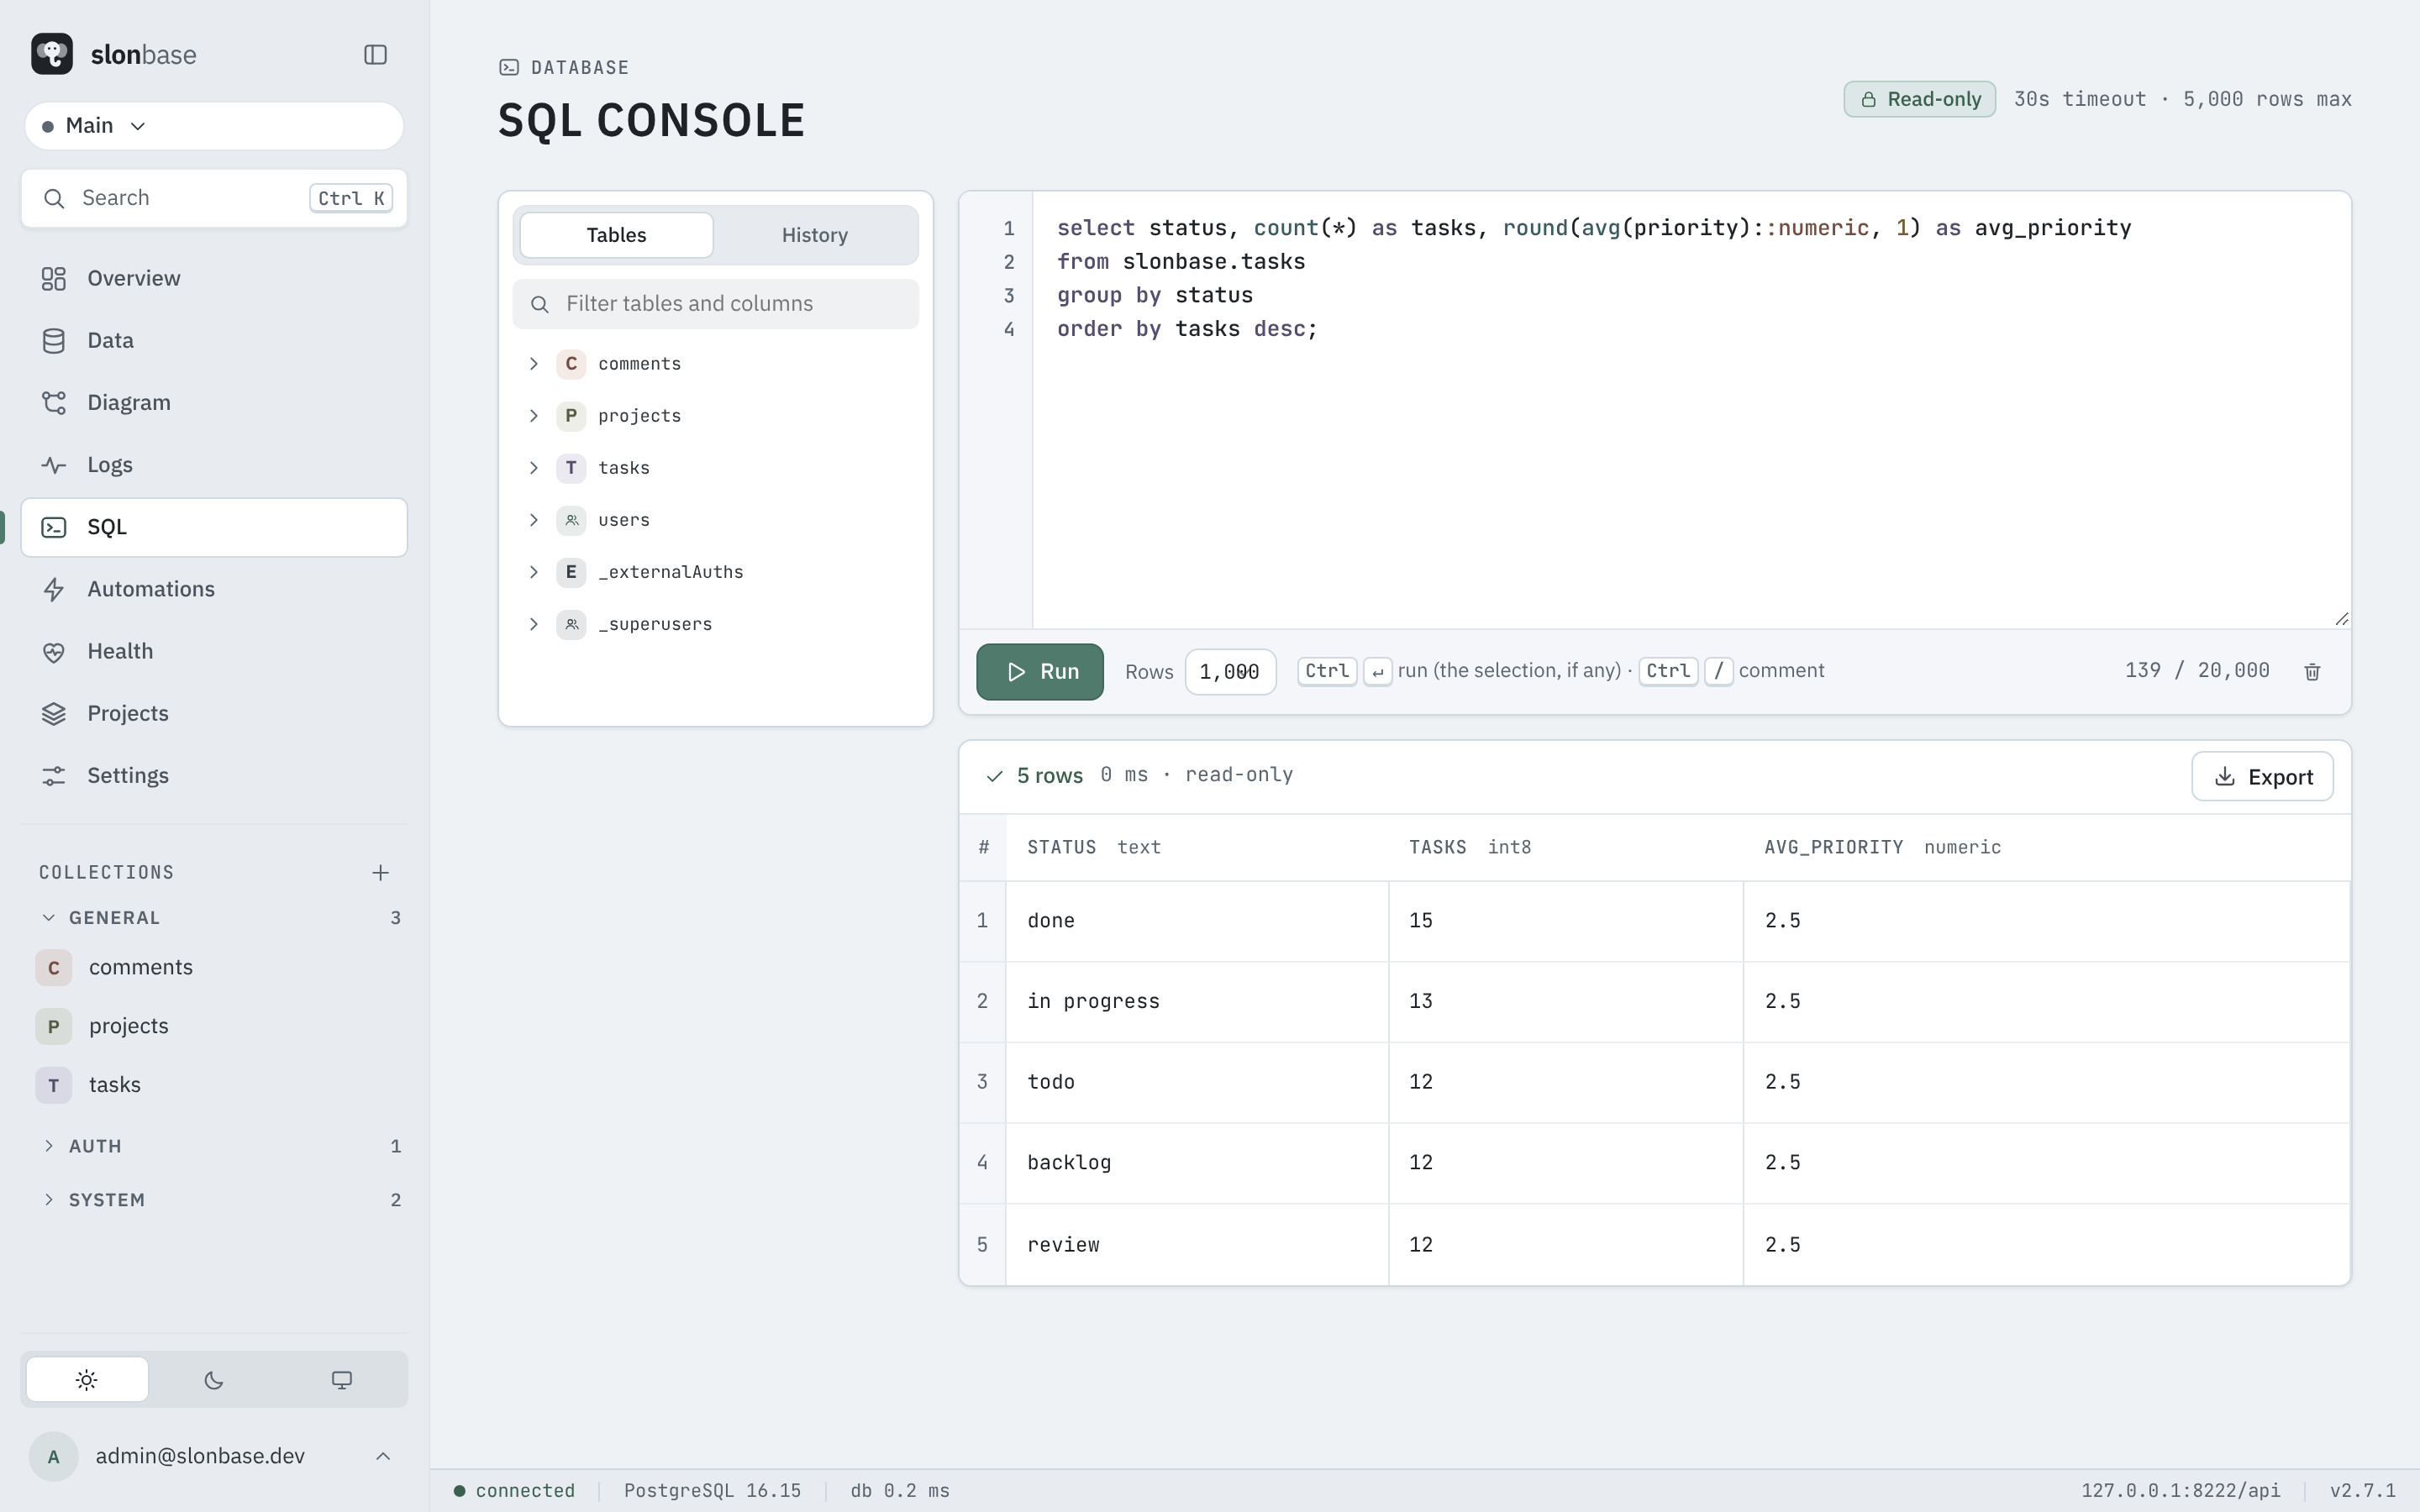 slonbase
Main
Search Ctrl K
Overview
Data
Diagram
Logs
SQL
Automations
Health
Projects
Settings
COLLECTIONS
GENERAL 3
C comments
P projects
T tasks
AUTH 1
SYSTEM 2
A admin@slonbase.dev
DATABASE
SQL CONSOLE
Read-only 30s timeout · 5,000 rows max
Tables History
Filter tables and columns
C comments
P projects
T tasks
users
E _externalAuths
_superusers
1 select status, count(*) as tasks, round(avg(priority)::numeric, 1) as avg_priority
2 from slonbase.tasks
3 group by status
4 order by tasks desc;
Run Rows 1,000 Ctrl ↵ run (the selection, if any) · Ctrl / comment 139 / 20,000
5 rows 0 ms · read-only Export
# STATUS text TASKS int8 AVG_PRIORITY numeric
1 done 15 2.5
2 in progress 13 2.5
3 todo 12 2.5
4 backlog 12 2.5
5 review 12 2.5
connected PostgreSQL 16.15 db 0.2 ms 127.0.0.1:8222/api v2.7.1